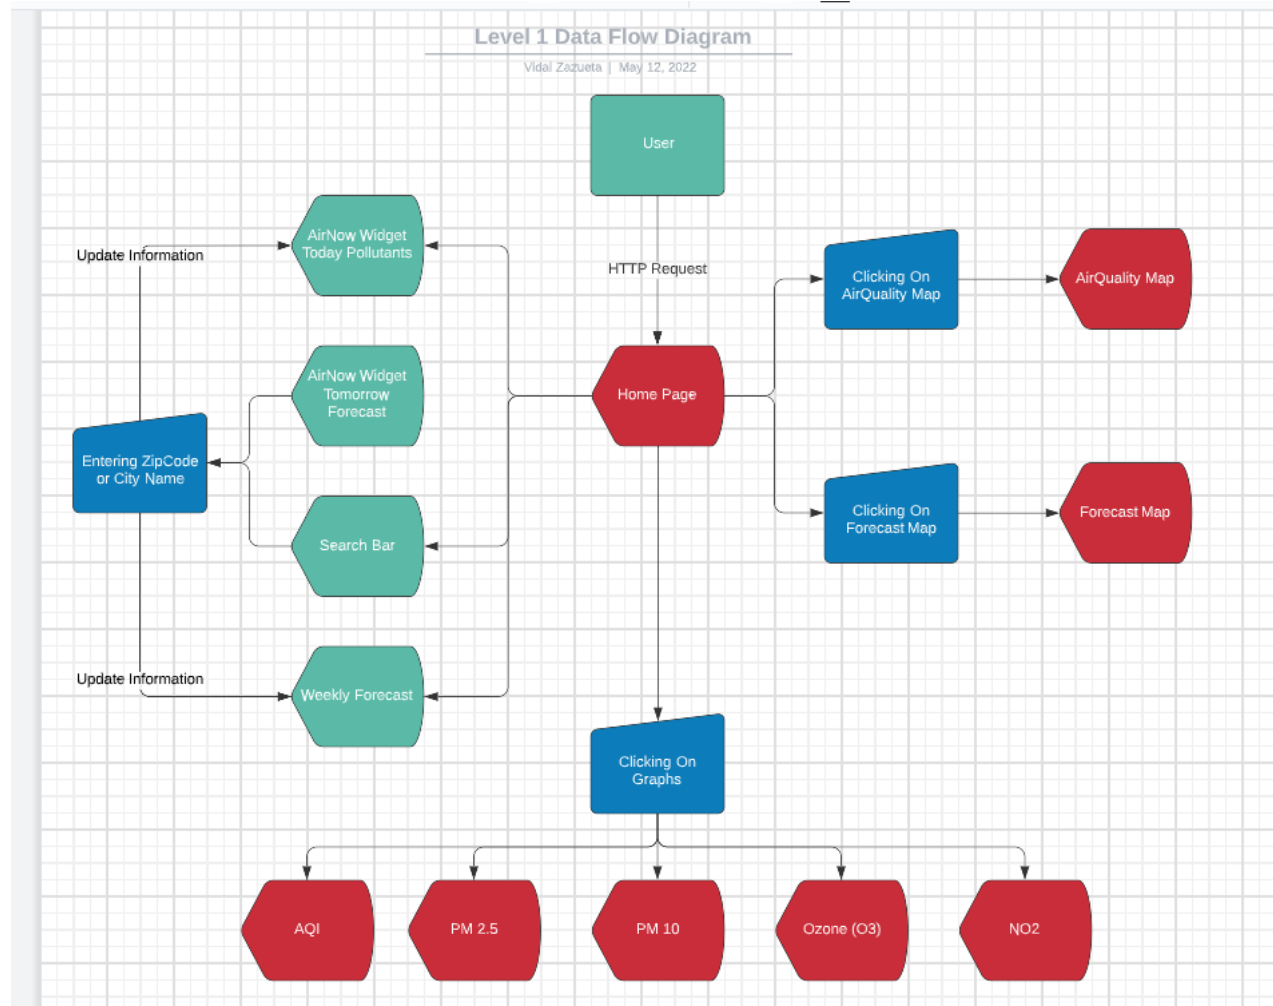 Level 1 Data Flow Diagram
Vidal Zazueta | May 12, 2022
User
HTTP Request
Home Page
AirNow Widget
Today Pollutants
Update Information
AirNow Widget
Tomorrow
Forecast
Entering ZipCode
or City Name
Search Bar
Update Information
Weekly Forecast
Clicking On
AirQuality Map
AirQuality Map
Clicking On
Forecast Map
Forecast Map
Clicking On
Graphs
AQI
PM 2.5
PM 10
Ozone (O3)
NO2